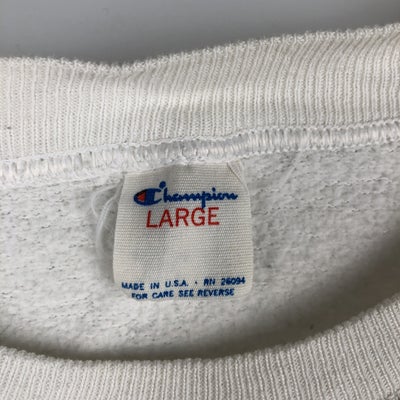 Champion
LARGE
MADE IN U.S.A. • RN 26094
FOR CARE SEE REVERSE